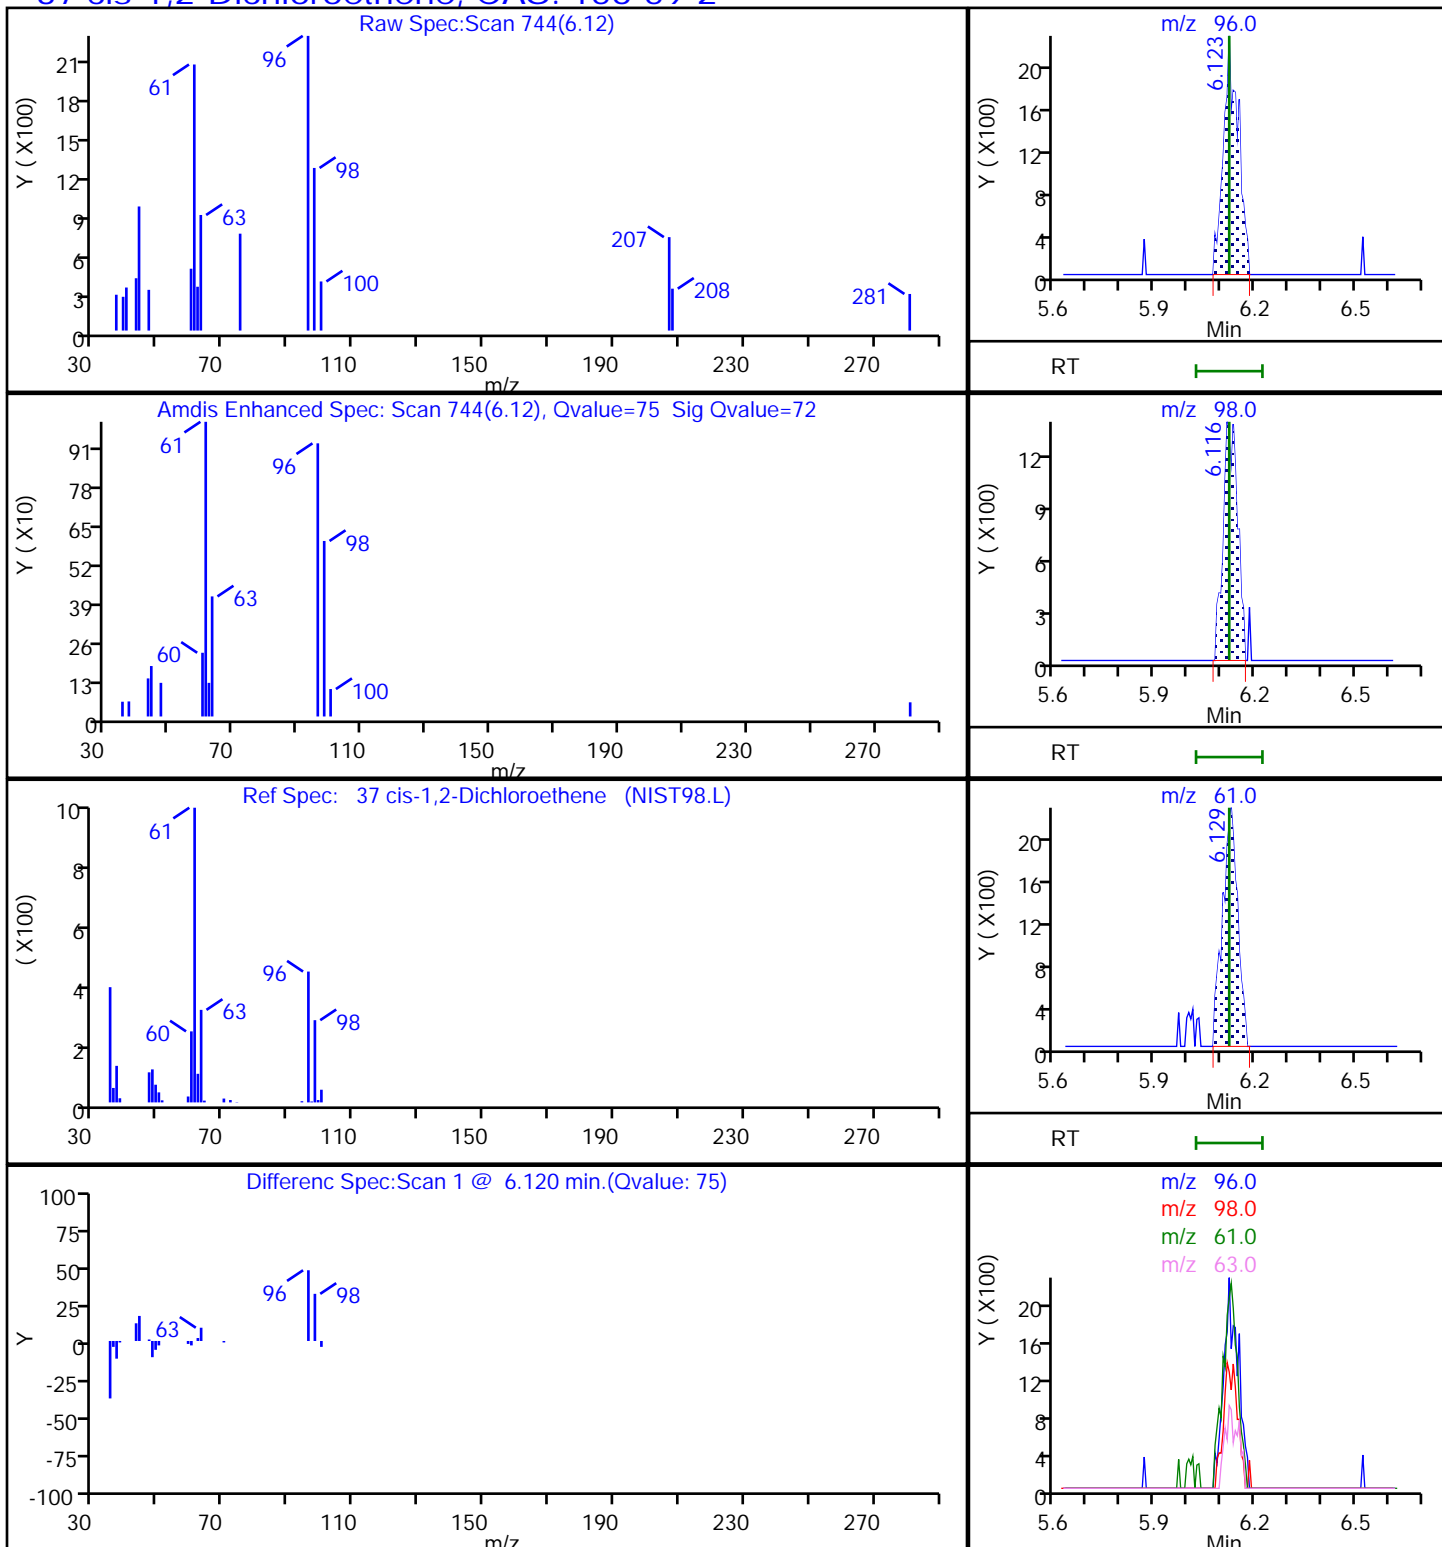 37 cis-1,2-Dichloroethene, CAS: 156-59-2
Raw Spec:Scan 744(6.12)
Y ( X100)
21
18
15
12
9
6
3
0
61
96
98
63
100
207
208
281
30 70 110 150 190 230 270
m/z
m/z 96.0
Y ( X100)
20
16
12
8
4
0
6.123
5.6 5.9 6.2 6.5
Min
RT
Amdis Enhanced Spec: Scan 744(6.12), Qvalue=75 Sig Qvalue=72
Y ( X10)
91
78
65
52
39
26
13
0
61
96
98
63
60
100
30 70 110 150 190 230 270
m/z
m/z 98.0
Y ( X100)
12
9
6
3
0
6.116
5.6 5.9 6.2 6.5
Min
RT
Ref Spec: 37 cis-1,2-Dichloroethene (NIST98.L)
( X100)
10
8
6
4
2
0
61
96
63
60
98
30 70 110 150 190 230 270
m/z 61.0
Y ( X100)
20
16
12
8
4
0
6.129
5.6 5.9 6.2 6.5
Min
RT
Differenc Spec:Scan 1 @ 6.120 min.(Qvalue: 75)
Y
100
75
50
25
0
-25
-50
-75
-100
96
98
63
30 70 110 150 190 230 270
m/z
m/z 96.0
m/z 98.0
m/z 61.0
m/z 63.0
Y ( X100)
20
16
12
8
4
0
5.6 5.9 6.2 6.5
Min